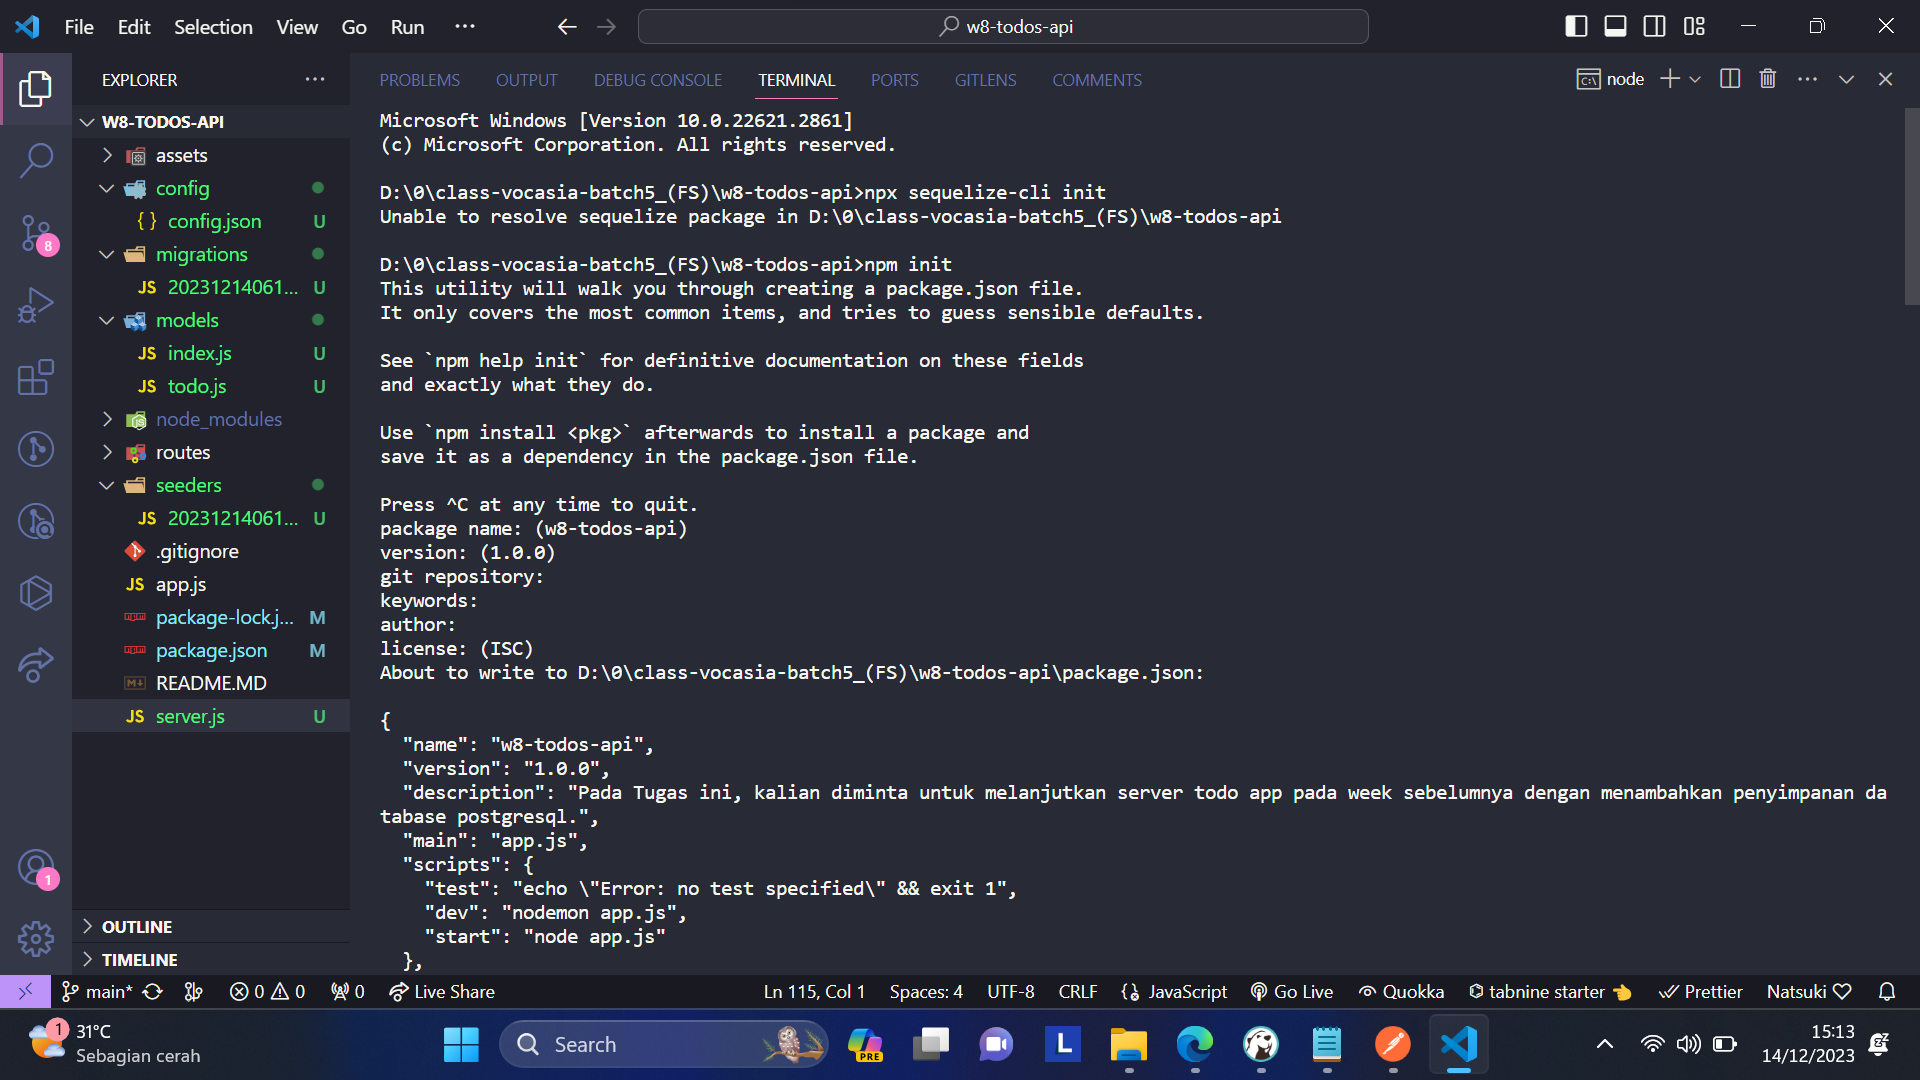 File Edit Selection View Go Run ···
w8-todos-api
EXPLORER ···
W8-TODOS-API
assets
config
{ } config.json U
migrations
JS 20231214061... U
models
JS index.js U
JS todo.js U
node_modules
routes
seeders
JS 20231214061... U
.gitignore
JS app.js
package-lock.j... M
package.json M
README.MD
JS server.js U
OUTLINE
TIMELINE
8
1
PROBLEMS OUTPUT DEBUG CONSOLE TERMINAL PORTS GITLENS COMMENTS
node
Microsoft Windows [Version 10.0.22621.2861]
(c) Microsoft Corporation. All rights reserved.
D:\0\class-vocasia-batch5_(FS)\w8-todos-api>npx sequelize-cli init
Unable to resolve sequelize package in D:\0\class-vocasia-batch5_(FS)\w8-todos-api
D:\0\class-vocasia-batch5_(FS)\w8-todos-api>npm init
This utility will walk you through creating a package.json file.
It only covers the most common items, and tries to guess sensible defaults.
See `npm help init` for definitive documentation on these fields
and exactly what they do.
Use `npm install <pkg>` afterwards to install a package and
save it as a dependency in the package.json file.
Press ^C at any time to quit.
package name: (w8-todos-api)
version: (1.0.0)
git repository:
keywords:
author:
license: (ISC)
About to write to D:\0\class-vocasia-batch5_(FS)\w8-todos-api\package.json:
{
"name": "w8-todos-api",
"version": "1.0.0",
"description": "Pada Tugas ini, kalian diminta untuk melanjutkan server todo app pada week sebelumnya dengan menambahkan penyimpanan da
tabase postgresql.",
"main": "app.js",
"scripts": {
"test": "echo \"Error: no test specified\" && exit 1",
"dev": "nodemon app.js",
"start": "node app.js"
},
main* 0 0 0 Live Share Ln 115, Col 1 Spaces: 4 UTF-8 CRLF JavaScript Go Live Quokka tabnine starter 👈 Prettier Natsuki ♡
1
31°C
Sebagian cerah
Search
PRE
L
15:13
14/12/2023